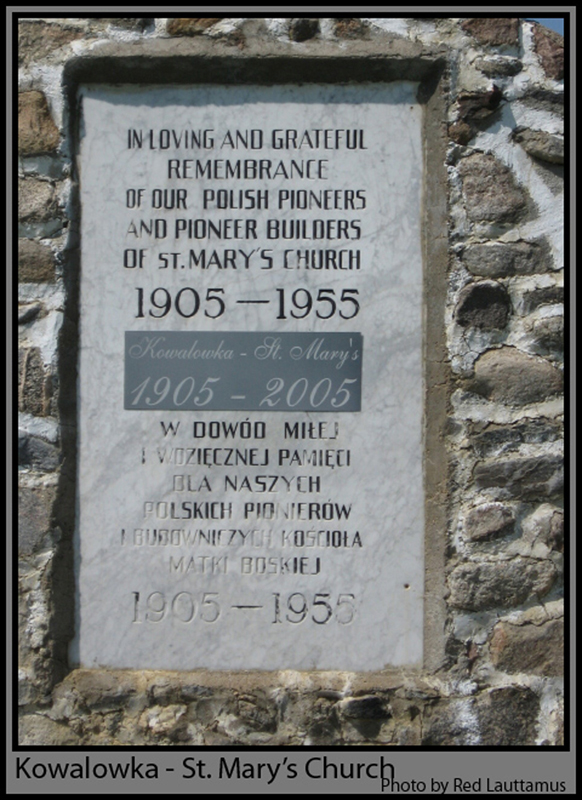 IN LOVING AND GRATEFUL
REMEMBRANCE
OF OUR POLISH PIONEERS
AND PIONEER BUILDERS
OF ST. MARY'S CHURCH
1905 — 1955
Kowalowka - St. Mary's
1905 - 2005
W DOWÓD MIŁEJ
I WDZIĘCZNEJ PAMIĘCI
DLA NASZYCH
POLSKICH PIONIERÓW
I BUDOWNICZYCH KOŚCIOŁA
MATKI BOSKIEJ
1905 — 1955
Kowalowka - St. Mary's Church
Photo by Red Lauttamus